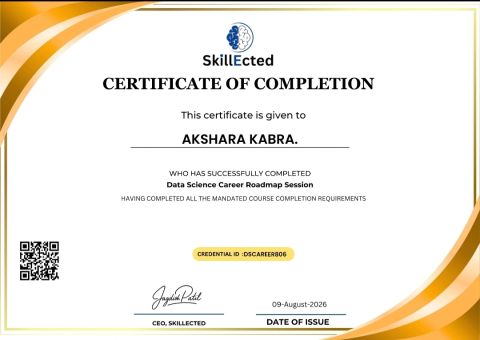 SkillEcted
CERTIFICATE OF COMPLETION
This certificate is given to
AKSHARA KABRA.
WHO HAS SUCCESSFULLY COMPLETED
Data Science Career Roadmap Session
HAVING COMPLETED ALL THE MANDATED COURSE COMPLETION REQUIREMENTS
CREDENTIAL ID :DSCAREER806
Jaydish Patil
09-August-2026
CEO, SKILLECTED
DATE OF ISSUE